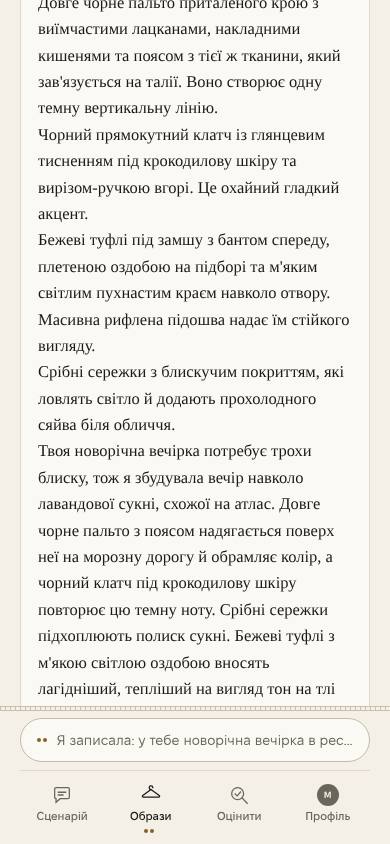 Довге чорне пальто приталеного крою з
виїмчастими лацканами, накладними
кишенями та поясом з тієї ж тканини, який
зав'язується на талії. Воно створює одну
темну вертикальну лінію.
Чорний прямокутний клатч із глянцевим
тисненням під крокодилову шкіру та
вирізом-ручкою вгорі. Це охайний гладкий
акцент.
Бежеві туфлі під замшу з бантом спереду,
плетеною оздобою на підборі та м'яким
світлим пухнастим краєм навколо отвору.
Масивна рифлена підошва надає їм стійкого
вигляду.
Срібні сережки з блискучим покриттям, які
ловлять світло й додають прохолодного
сяйва біля обличчя.
Твоя новорічна вечірка потребує трохи
блиску, тож я збудувала вечір навколо
лавандової сукні, схожої на атлас. Довге
чорне пальто з поясом надягається поверх
неї на морозну дорогу й обрамляє колір, а
чорний клатч під крокодилову шкіру
повторює цю темну ноту. Срібні сережки
підхоплюють полиск сукні. Бежеві туфлі з
м'якою світлою оздобою вносять
лагідніший, тепліший на вигляд тон на тлі
Я записала: у тебе новорічна вечірка в рес...
Сценарій
Образи
Оцінити
М
Профіль